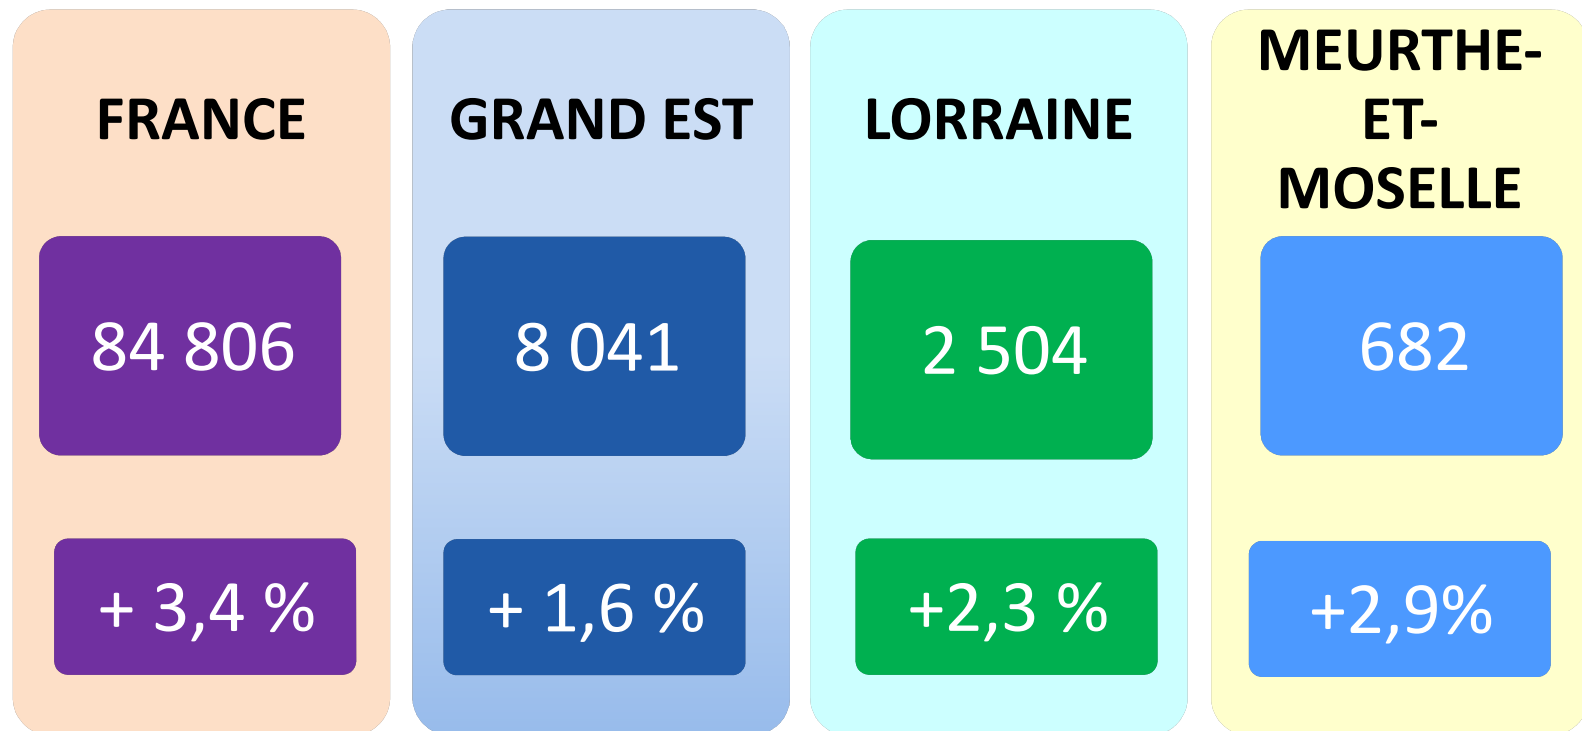 FRANCE
84 806
+ 3,4 %
GRAND EST
8 041
+ 1,6 %
LORRAINE
2 504
+2,3 %
MEURTHE-
ET-
MOSELLE
682
+2,9%